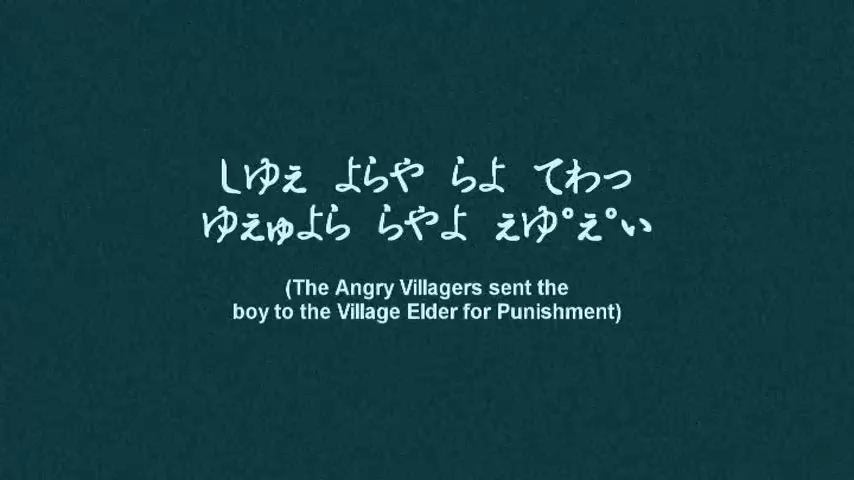 しゆぇ よらや らよ てわっ
ゆぇゅよら らやよ ぇゆ°ぇ°ぃ
(The Angry Villagers sent the
boy to the Village Elder for Punishment)